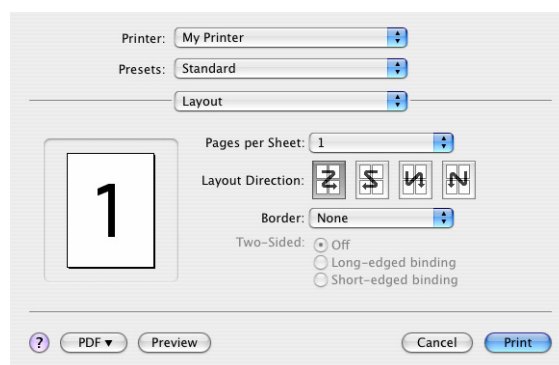 Printer: My Printer
Presets: Standard
Layout
Pages per Sheet: 1
1
Layout Direction:
Border: None
Two-Sided: Off
Long-edged binding
Short-edged binding
? PDF▼ Preview Cancel Print